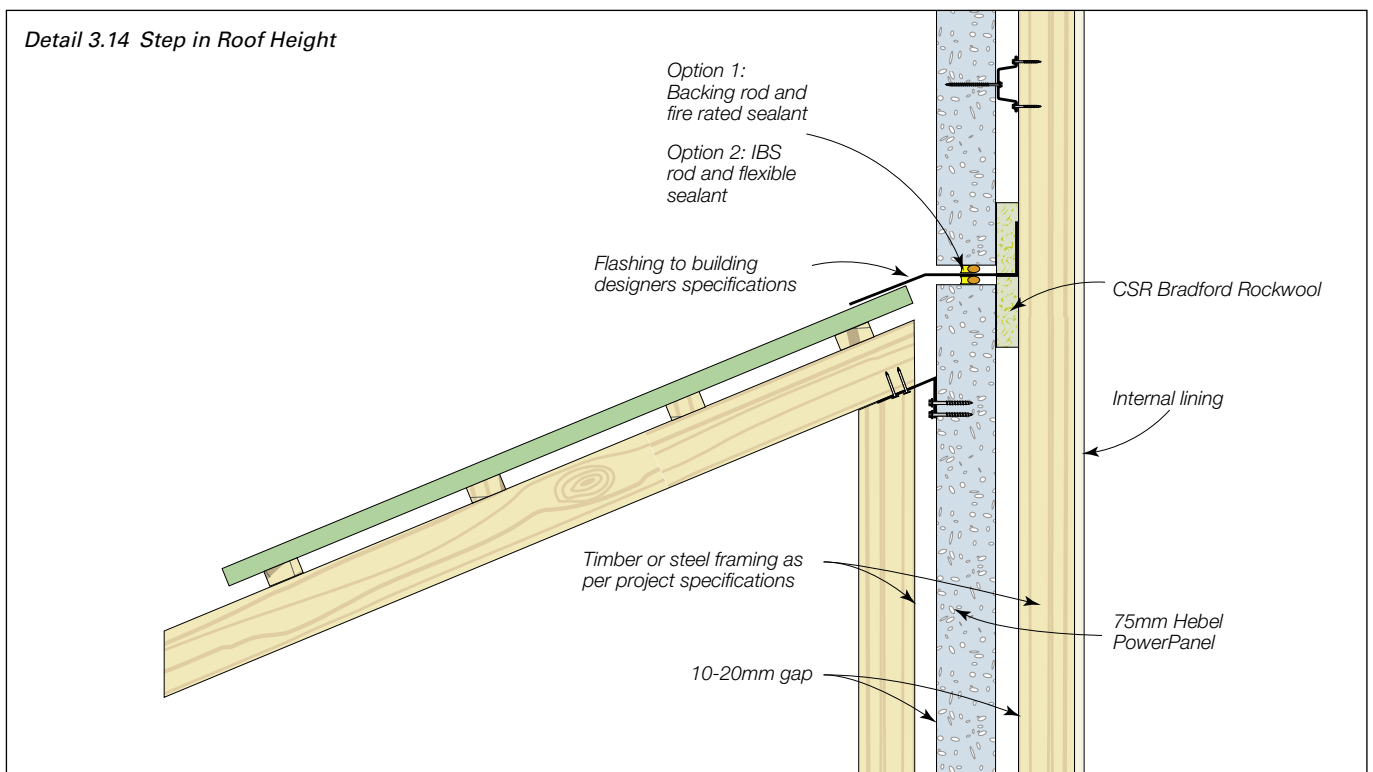 Detail 3.14 Step in Roof Height
Option 1:
Backing rod and
fire rated sealant
Option 2: IBS
rod and flexible
sealant
Flashing to building
designers specifications
CSR Bradford Rockwool
Internal lining
Timber or steel framing as
per project specifications
75mm Hebel
PowerPanel
10-20mm gap